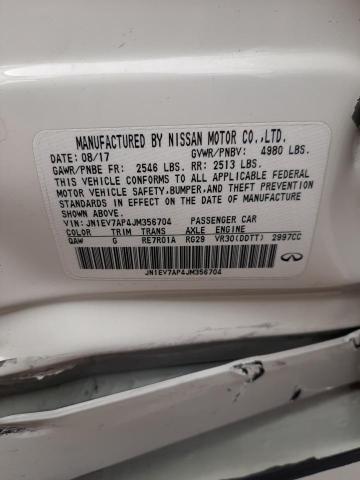 MANUFACTURED BY NISSAN MOTOR CO.,LTD.
DATE: 08/17 GVWR/PNBV: 4980 LBS.
GAWR/PNBE FR: 2546 LBS. RR: 2513 LBS.
THIS VEHICLE CONFORMS TO ALL APPLICABLE FEDERAL
MOTOR VEHICLE SAFETY,BUMPER,AND THEFT PREVENTION
STANDARDS IN EFFECT ON THE DATE OF MANUFACTURE
SHOWN ABOVE.
VIN: JN1EV7AP4JM356704 PASSENGER CAR
COLOR TRIM TRANS AXLE ENGINE
QAW G RE7R01A RG29 VR30(DDTT) 2997CC
JN1EV7AP4JM356704